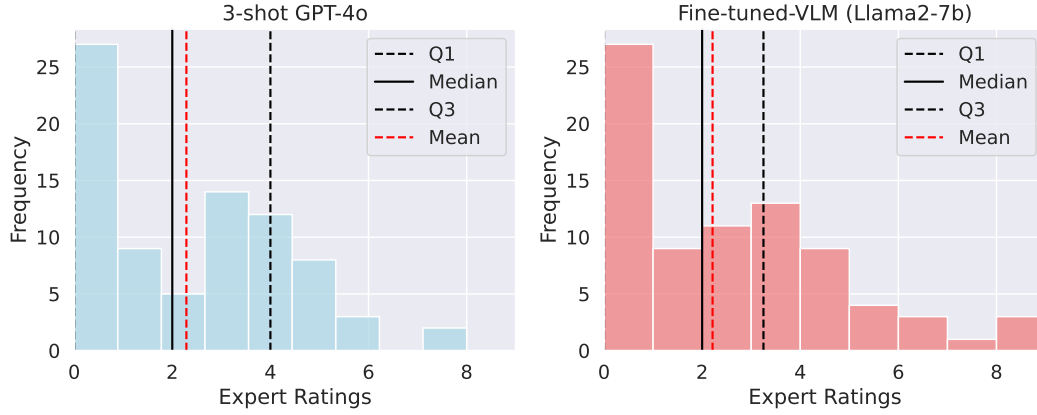 3-shot GPT-4o
Frequency
25
20
15
10
5
0
0 2 4 6 8
Expert Ratings
Q1
Median
Q3
Mean
Fine-tuned-VLM (Llama2-7b)
Frequency
25
20
15
10
5
0
0 2 4 6 8
Expert Ratings
Q1
Median
Q3
Mean